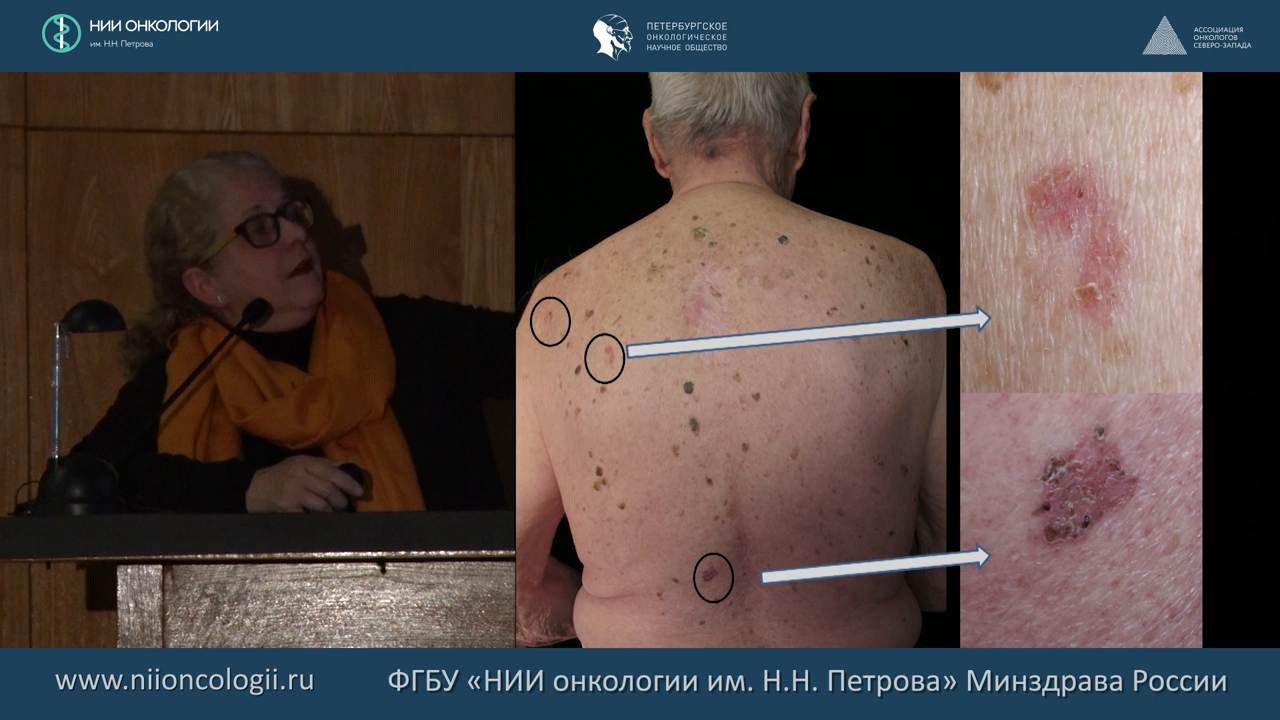 НИИ ОНКОЛОГИИ
им. Н.Н. Петрова
ПЕТЕРБУРГСКОЕ
ОНКОЛОГИЧЕСКОЕ
НАУЧНОЕ ОБЩЕСТВО
АССОЦИАЦИЯ
ОНКОЛОГОВ
СЕВЕРО-ЗАПАДА
www.niioncologii.ru
ФГБУ «НИИ онкологии им. Н.Н. Петрова» Минздрава России